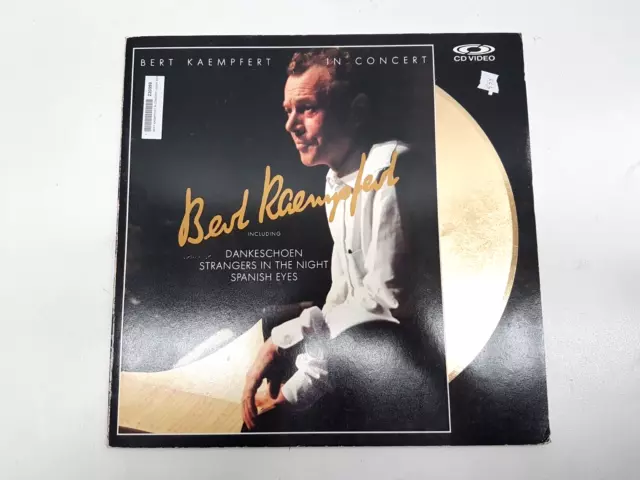 BERT KAEMPFERT IN CONCERT
CD VIDEO
Bert Kaempfert
INCLUDING
DANKESCHOEN
STRANGERS IN THE NIGHT
SPANISH EYES